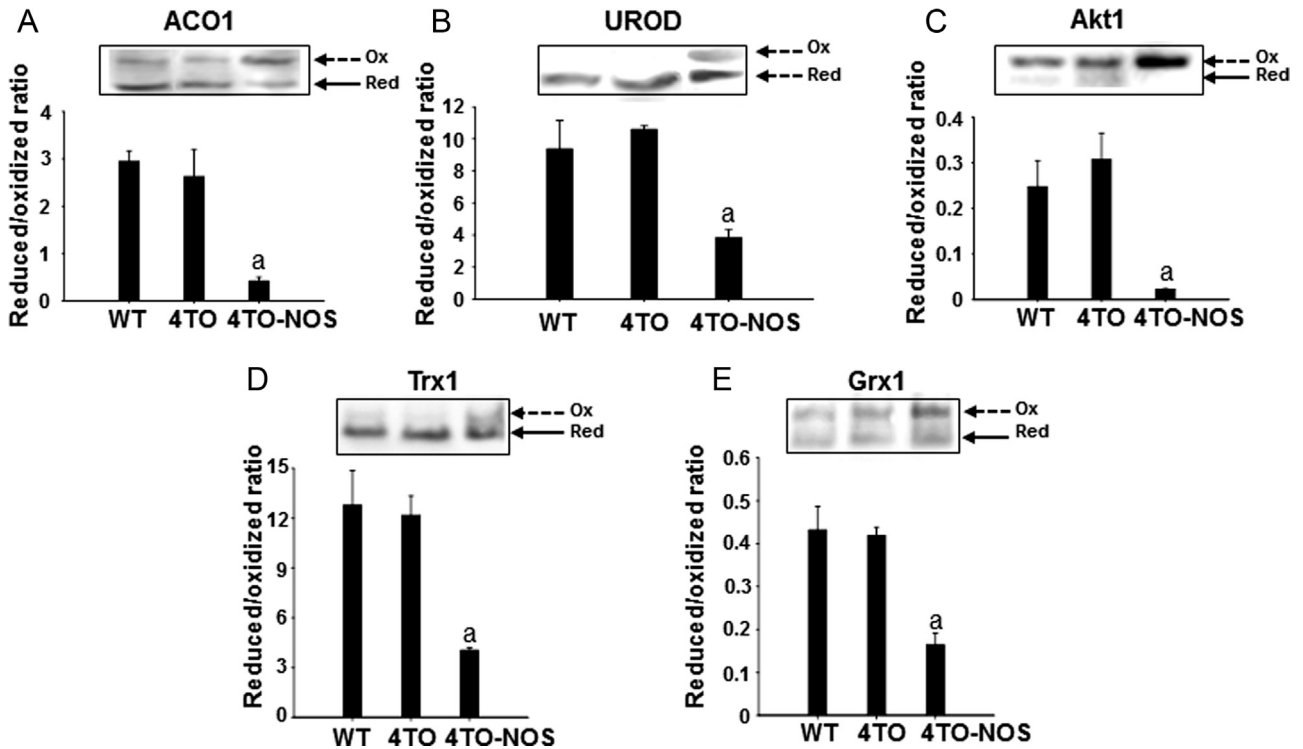 A
ACO1
Ox
Red
Reduced/oxidized ratio
4
3
2
1
0
a
WT 4TO 4TO-NOS
B
UROD
Ox
Red
Reduced/oxidized ratio
12
10
8
6
4
2
0
a
WT 4TO 4TO-NOS
C
Akt1
Ox
Red
Reduced/oxidized ratio
0.4
0.3
0.2
0.1
0
a
WT 4TO 4TO-NOS
D
Trx1
Ox
Red
Reduced/oxidized ratio
15
12
9
6
3
0
a
WT 4TO 4TO-NOS
E
Grx1
Ox
Red
Reduced/oxidized ratio
0.6
0.5
0.4
0.3
0.2
0.1
0
a
WT 4TO 4TO-NOS